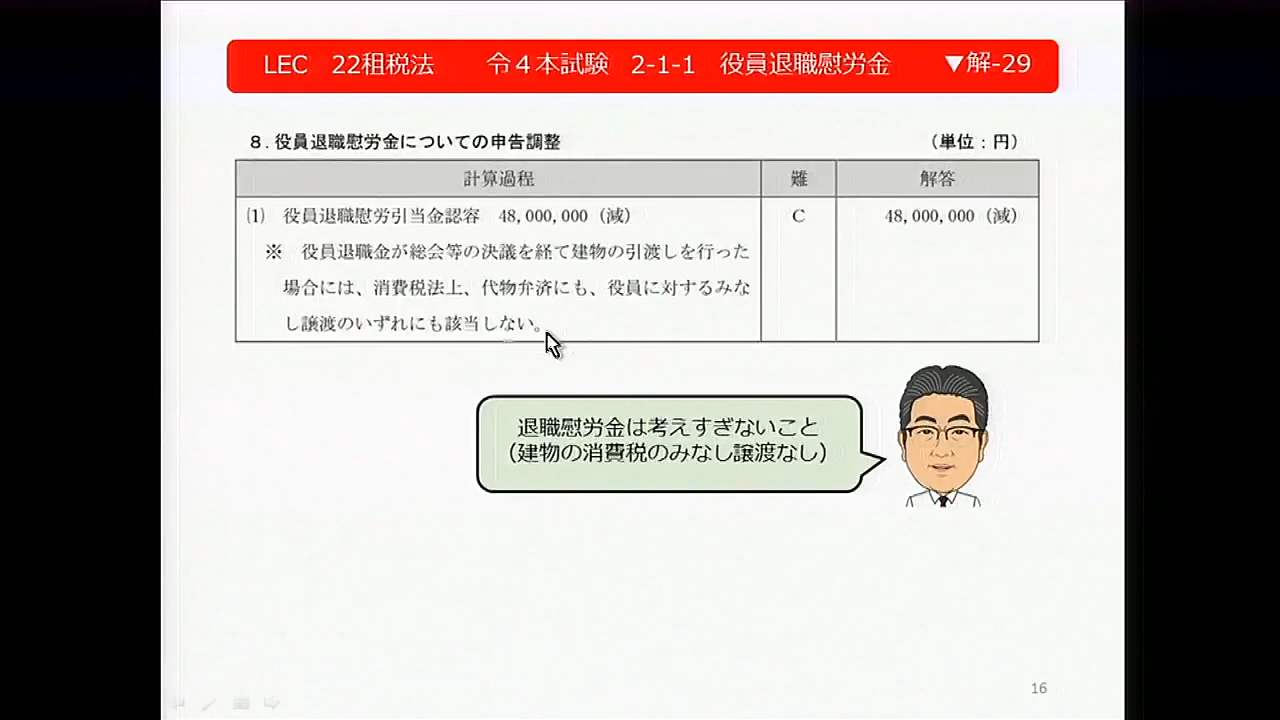 LEC 22租税法 令4本試験 2-1-1 役員退職慰労金 ▼解-29
8.役員退職慰労金についての申告調整 (単位:円)
計算過程 難 解答
⑴ 役員退職慰労引当金認容 48,000,000(減) C 48,000,000(減)
※ 役員退職金が総会等の決議を経て建物の引渡しを行った
場合には、消費税法上、代物弁済にも、役員に対するみな
し譲渡のいずれにも該当しない。
退職慰労金は考えすぎないこと
(建物の消費税のみなし譲渡なし)
16